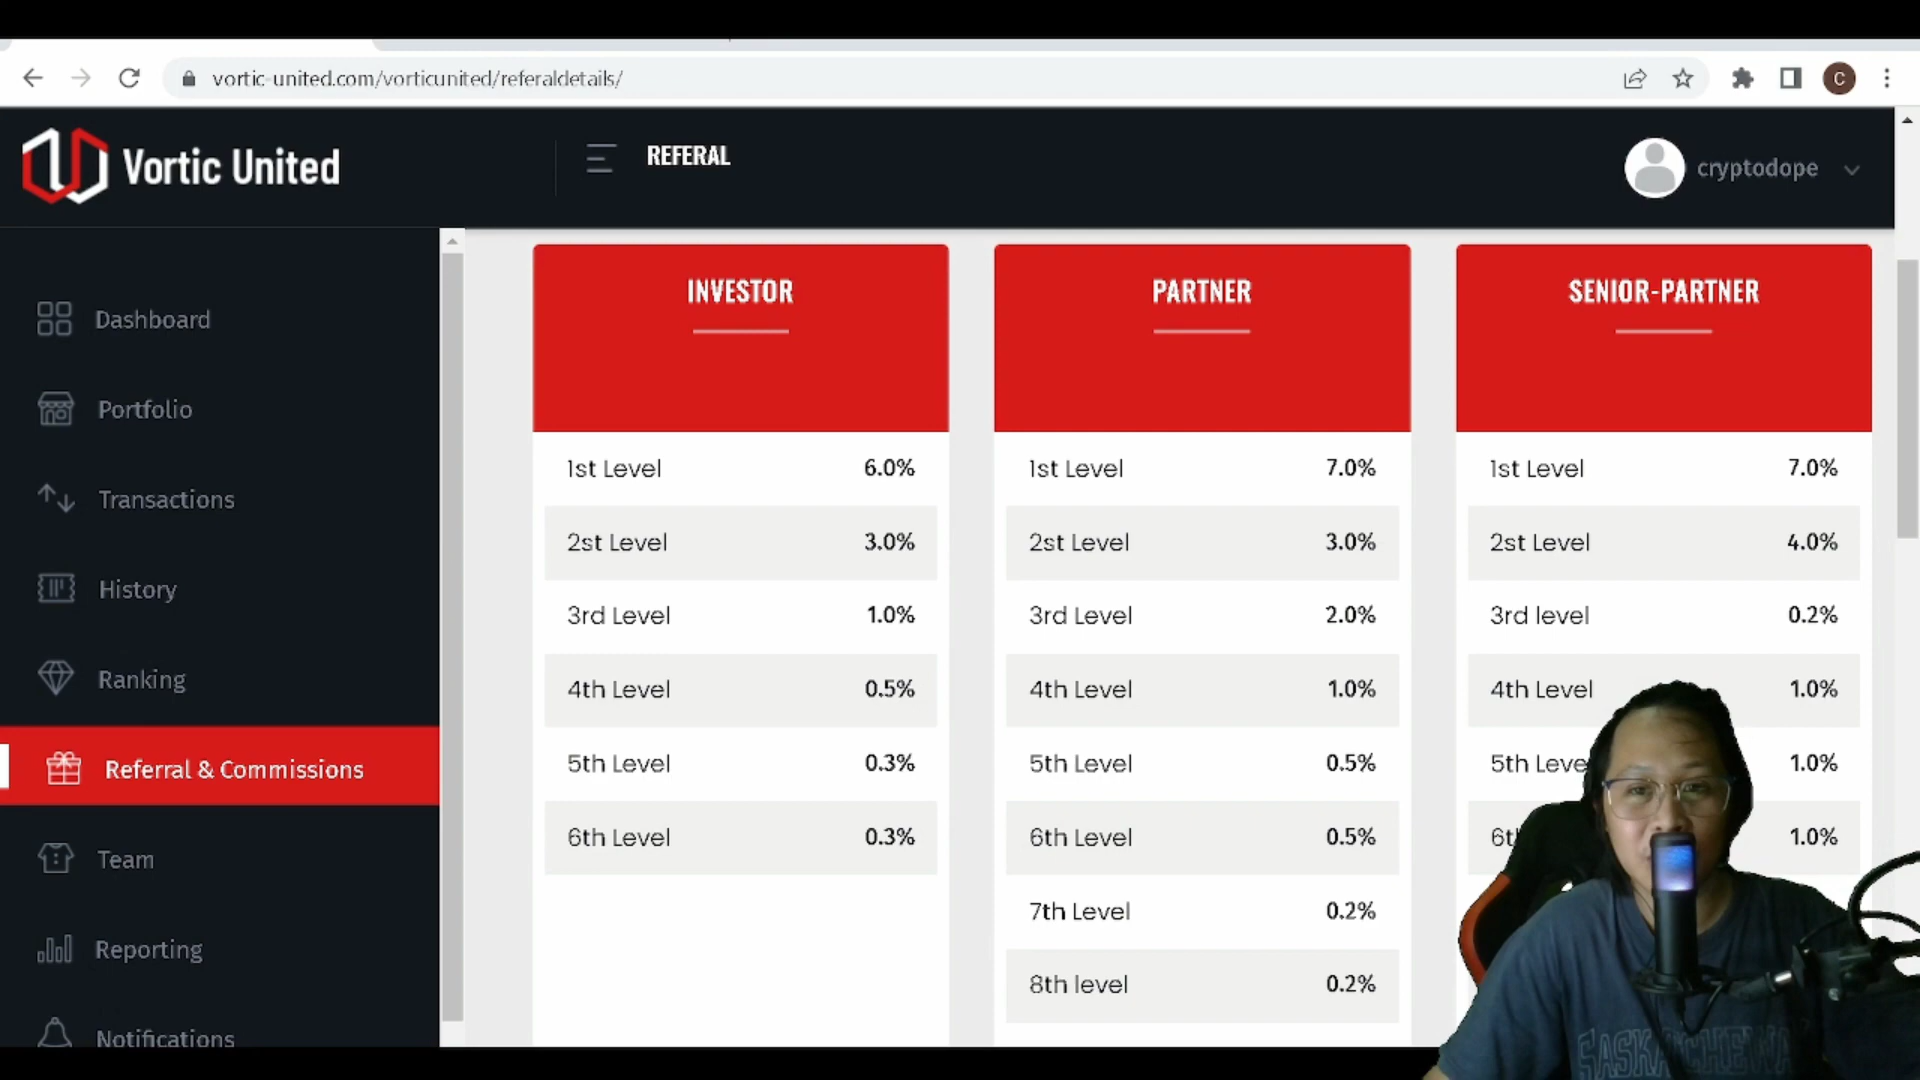 vortic-united.com/vorticunited/referaldetails/
C
Vortic United
REFERAL
cryptodope
Dashboard
Portfolio
Transactions
History
Ranking
Referral & Commissions
Team
Reporting
Notifications
INVESTOR
1st Level 6.0%
2st Level 3.0%
3rd Level 1.0%
4th Level 0.5%
5th Level 0.3%
6th Level 0.3%
PARTNER
1st Level 7.0%
2st Level 3.0%
3rd Level 2.0%
4th Level 1.0%
5th Level 0.5%
6th Level 0.5%
7th Level 0.2%
8th level 0.2%
SENIOR-PARTNER
1st Level 7.0%
2st Level 4.0%
3rd level 0.2%
4th Level 1.0%
5th 1.0%
1.0%